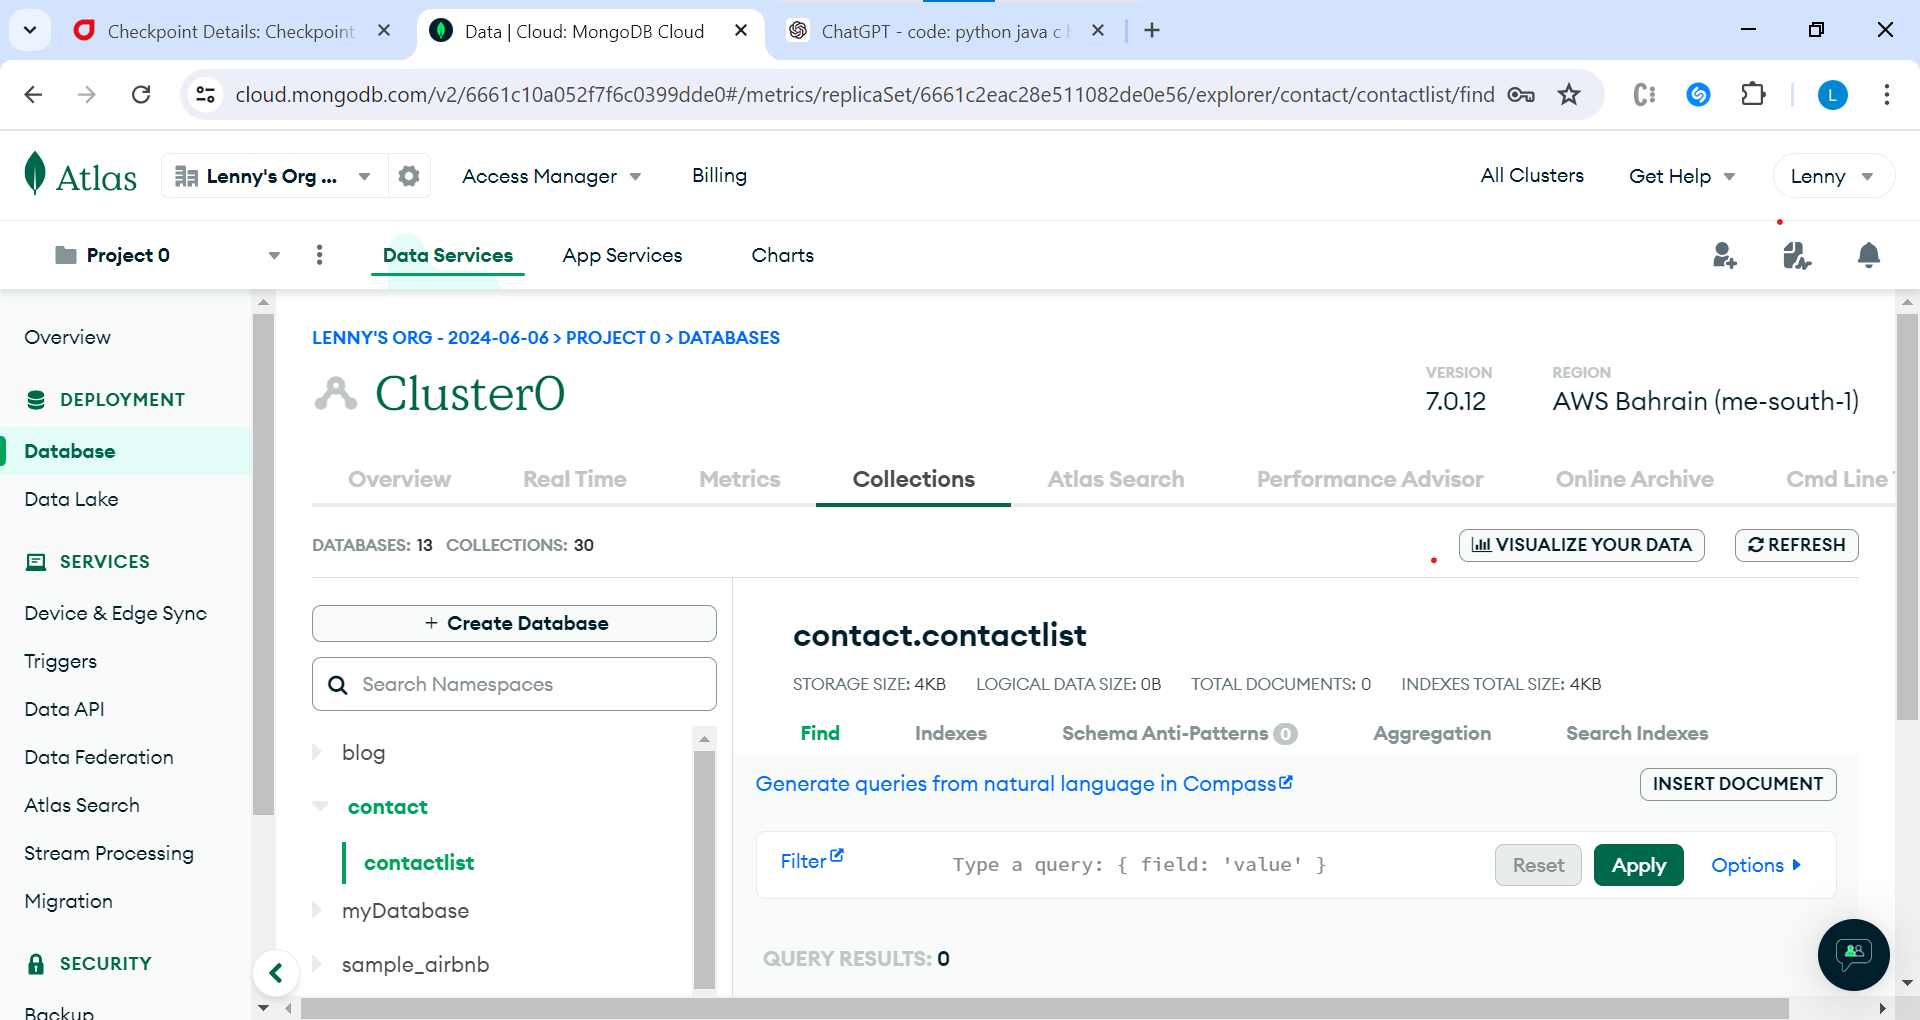 Checkpoint Details: Checkpoint
Data | Cloud: MongoDB Cloud
ChatGPT - code: python java c
cloud.mongodb.com/v2/6661c10a052f7f6c0399dde0#/metrics/replicaSet/6661c2eac28e511082de0e56/explorer/contact/contactlist/find
L
Atlas
Lenny's Org ...
Access Manager
Billing
All Clusters
Get Help
Lenny
Project 0
Data Services
App Services
Charts
Overview
DEPLOYMENT
Database
Data Lake
SERVICES
Device & Edge Sync
Triggers
Data API
Data Federation
Atlas Search
Stream Processing
Migration
SECURITY
Backup
LENNY'S ORG - 2024-06-06 > PROJECT 0 > DATABASES
Cluster0
VERSION
7.0.12
REGION
AWS Bahrain (me-south-1)
Overview
Real Time
Metrics
Collections
Atlas Search
Performance Advisor
Online Archive
Cmd Line
DATABASES: 13 COLLECTIONS: 30
VISUALIZE YOUR DATA
REFRESH
+ Create Database
Search Namespaces
blog
contact
contactlist
myDatabase
sample_airbnb
contact.contactlist
STORAGE SIZE: 4KB LOGICAL DATA SIZE: 0B TOTAL DOCUMENTS: 0 INDEXES TOTAL SIZE: 4KB
Find
Indexes
Schema Anti-Patterns 0
Aggregation
Search Indexes
Generate queries from natural language in Compass
INSERT DOCUMENT
Filter
Type a query: { field: 'value' }
Reset
Apply
Options
QUERY RESULTS: 0